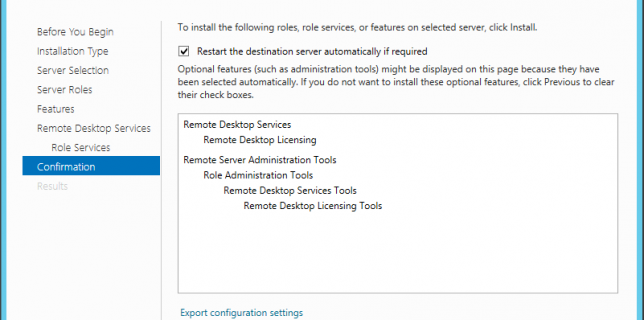 Before You Begin
Installation Type
Server Selection
Server Roles
Features
Remote Desktop Services
Role Services
Confirmation
Results
To install the following roles, role services, or features on selected server, click Install.
Restart the destination server automatically if required
Optional features (such as administration tools) might be displayed on this page because they have
been selected automatically. If you do not want to install these optional features, click Previous to clear
their check boxes.
Remote Desktop Services
Remote Desktop Licensing
Remote Server Administration Tools
Role Administration Tools
Remote Desktop Services Tools
Remote Desktop Licensing Tools
Export configuration settings